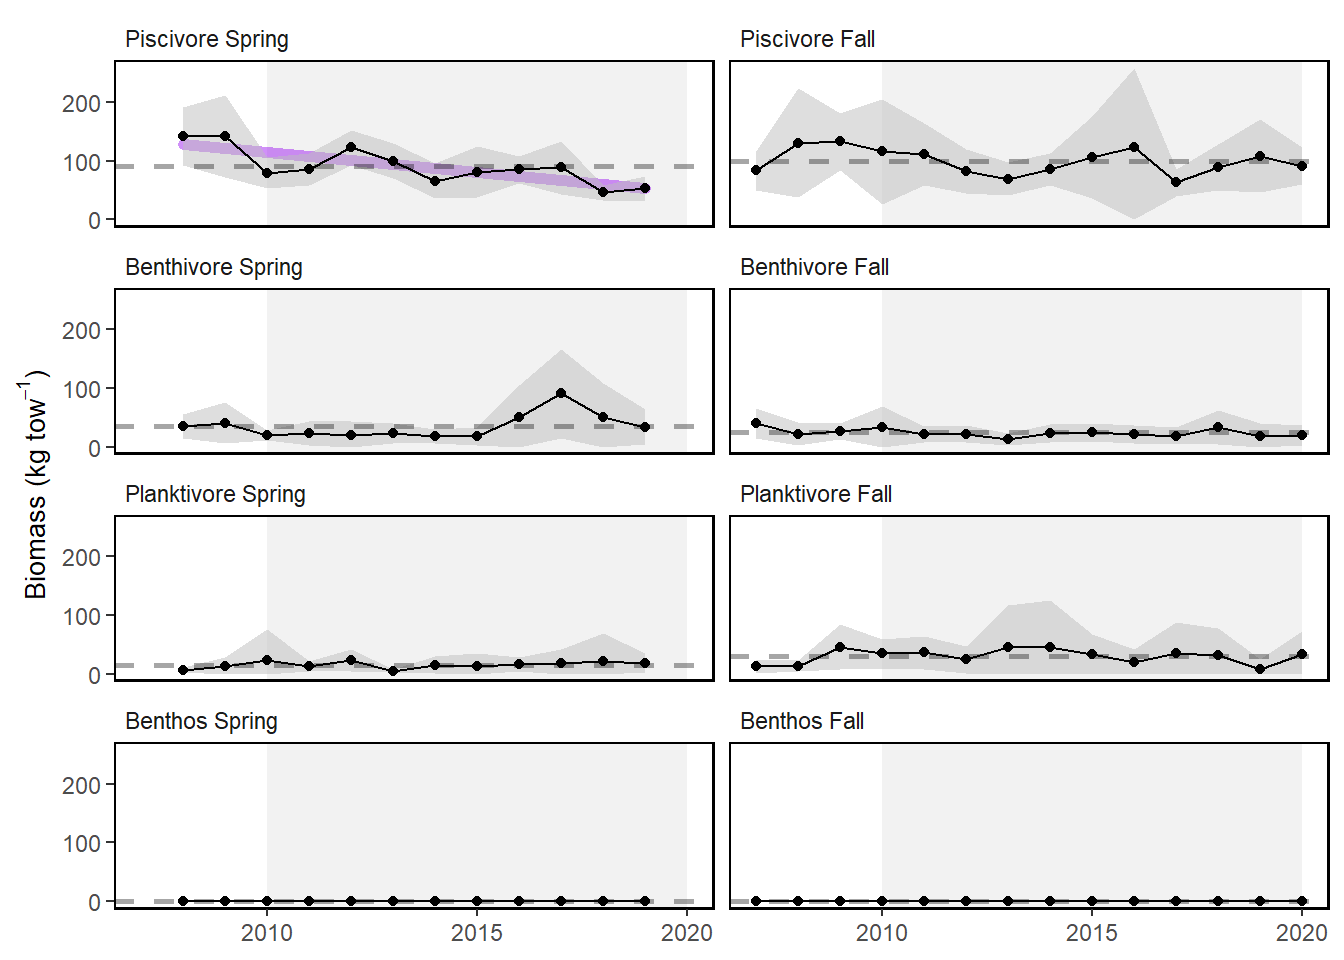 Piscivore Spring
Piscivore Fall
200
100
0
Benthivore Spring
Benthivore Fall
200
100
0
Planktivore Spring
Planktivore Fall
200
100
0
Benthos Spring
Benthos Fall
200
100
0
2010
2015
2020
2010
2015
2020
Biomass (kg tow⁻¹)